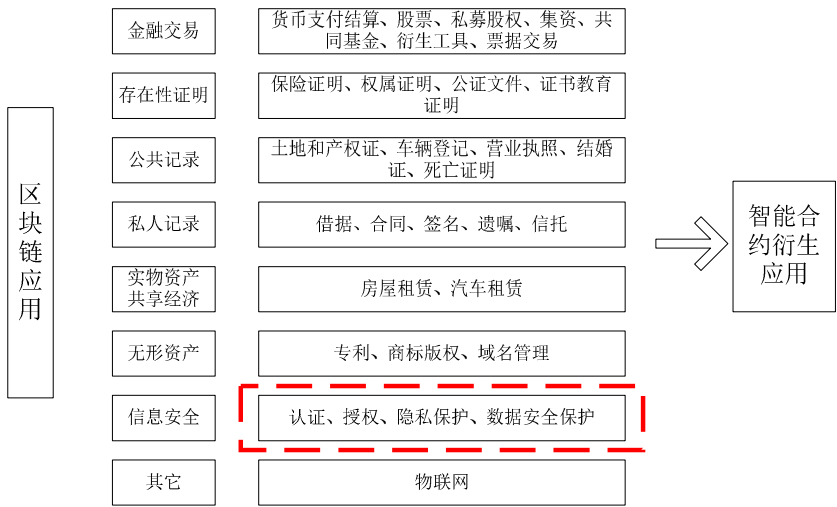 区块链应用
金融交易
货币支付结算、股票、私募股权、集资、共
同基金、衍生工具、票据交易
存在性证明
保险证明、权属证明、公证文件、证书教育
证明
公共记录
土地和产权证、车辆登记、营业执照、结婚
证、死亡证明
私人记录
借据、合同、签名、遗嘱、信托
实物资产
共享经济
房屋租赁、汽车租赁
无形资产
专利、商标版权、域名管理
信息安全
认证、授权、隐私保护、数据安全保护
其它
物联网
智能合
约衍生
应用